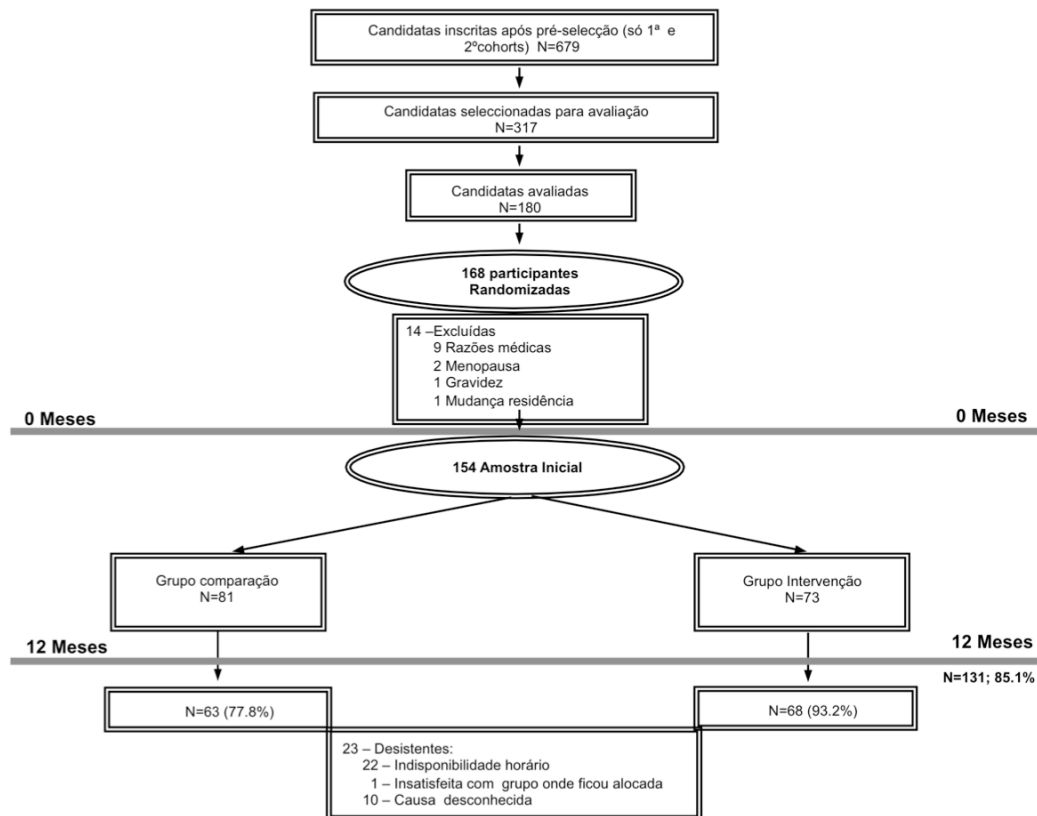 Candidatas inscritas após pré-selecção (só 1ª e
2ºcohorts) N=679
Candidatas seleccionadas para avaliação
N=317
Candidatas avaliadas
N=180
168 participantes
Randomizadas
14 –Excluídas
9 Razões médicas
2 Menopausa
1 Gravidez
1 Mudança residência
0 Meses
0 Meses
154 Amostra Inicial
Grupo comparação
N=81
Grupo Intervenção
N=73
12 Meses
12 Meses
N=131; 85.1%
N=63 (77.8%)
N=68 (93.2%)
23 – Desistentes:
22 – Indisponibilidade horário
1 – Insatisfeita com grupo onde ficou alocada
10 – Causa desconhecida